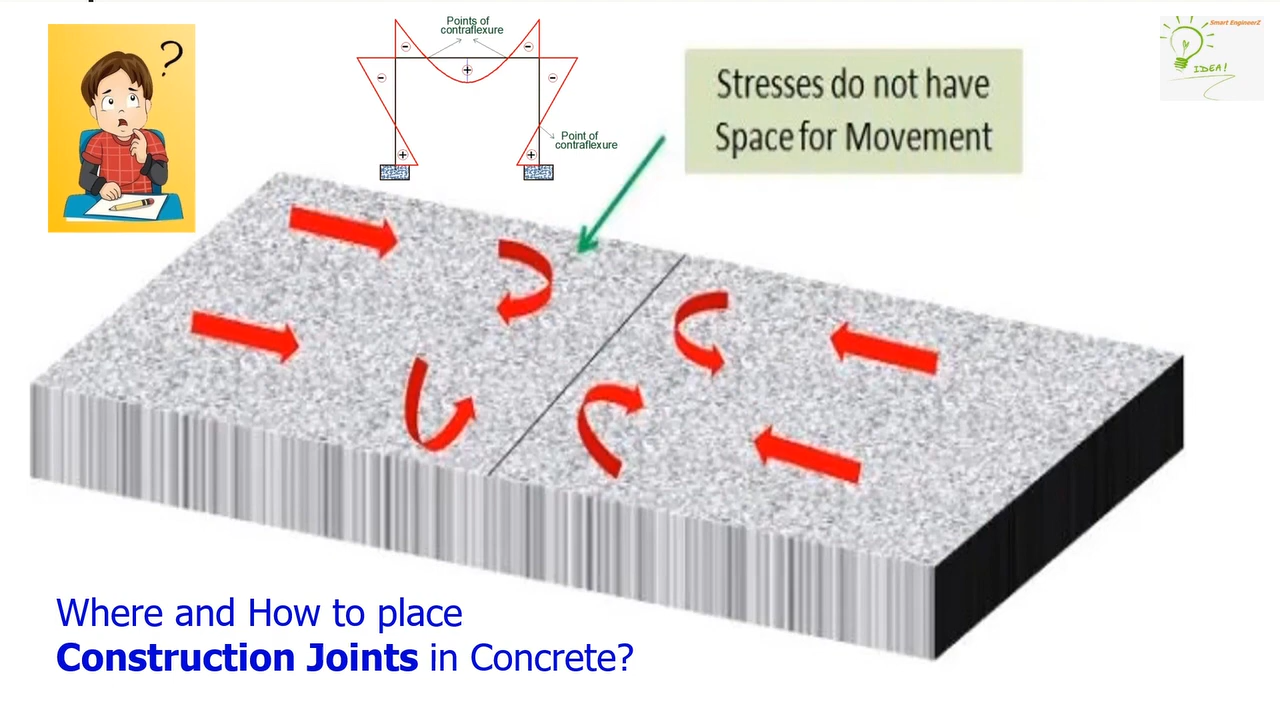 Points of
contraflexure
Smart EngineerZ
IDEA!
?
Stresses do not have
Space for Movement
Point of
contraflexure
Where and How to place
Construction Joints in Concrete?